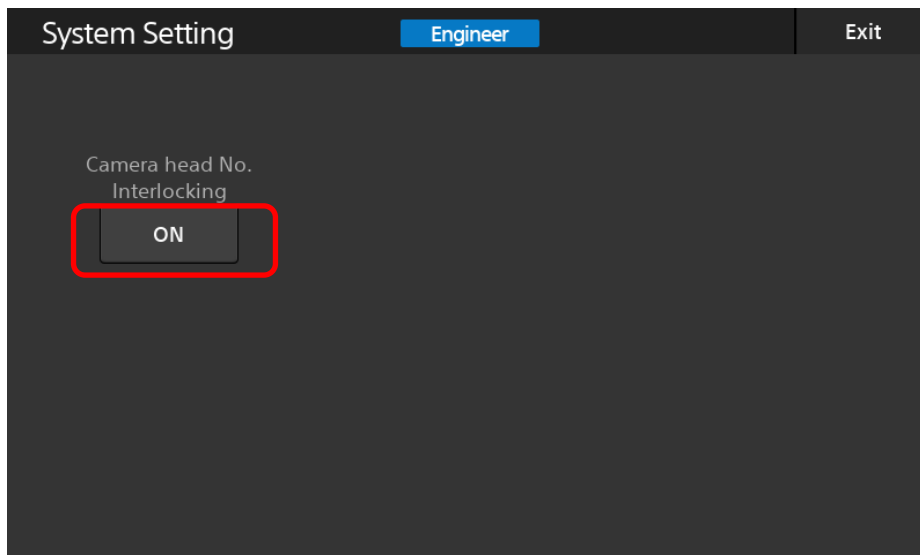 System Setting
Engineer
Exit
Camera head No.
Interlocking
ON